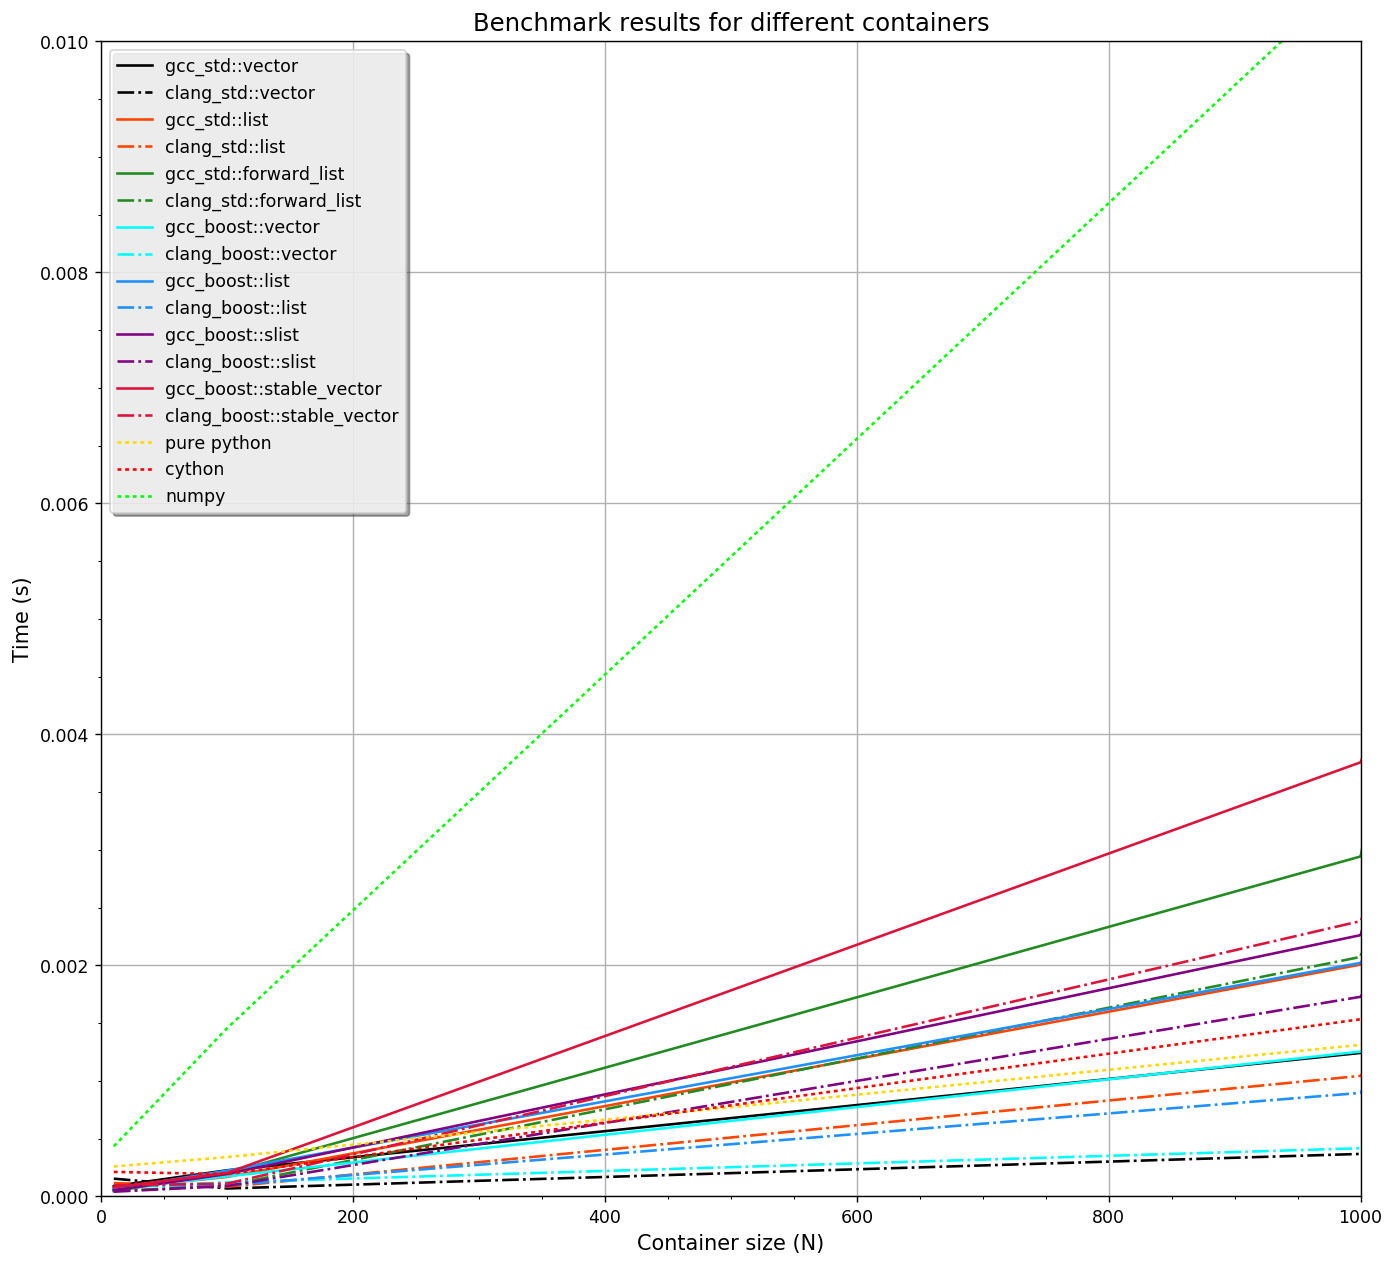 Benchmark results for different containers
0.010
gcc_std::vector
clang_std::vector
gcc_std::list
clang_std::list
gcc_std::forward_list
clang_std::forward_list
gcc_boost::vector
clang_boost::vector
gcc_boost::list
clang_boost::list
gcc_boost::slist
clang_boost::slist
gcc_boost::stable_vector
clang_boost::stable_vector
pure python
cython
numpy
0.008
0.006
0.004
0.002
0.000
Time (s)
0 200 400 600 800 1000
Container size (N)